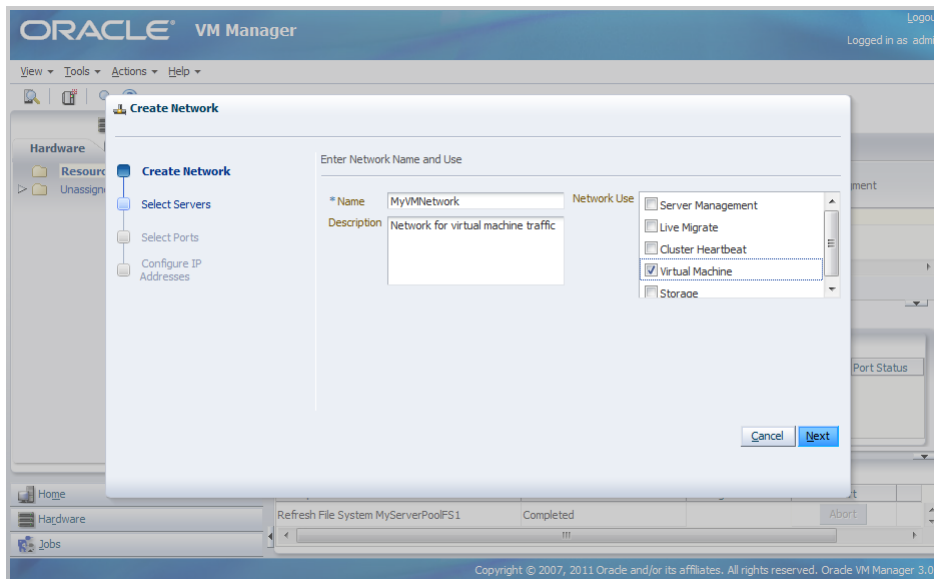 ORACLE® VM Manager
Logou
Logged in as admi
View Tools Actions Help
Create Network
Hardware
Resourc
Unassign
Create Network
Select Servers
Select Ports
Configure IP
Addresses
Enter Network Name and Use
*Name MyVMNetwork
Description Network for virtual machine traffic
Network Use
Server Management
Live Migrate
Cluster Heartbeat
Virtual Machine
Storage
ment
Port Status
Cancel Next
Home
Hardware
Jobs
t
Refresh File System MyServerPoolFS1 Completed Abort
Copyright © 2007, 2011 Oracle and/or its affiliates. All rights reserved. Oracle VM Manager 3.0